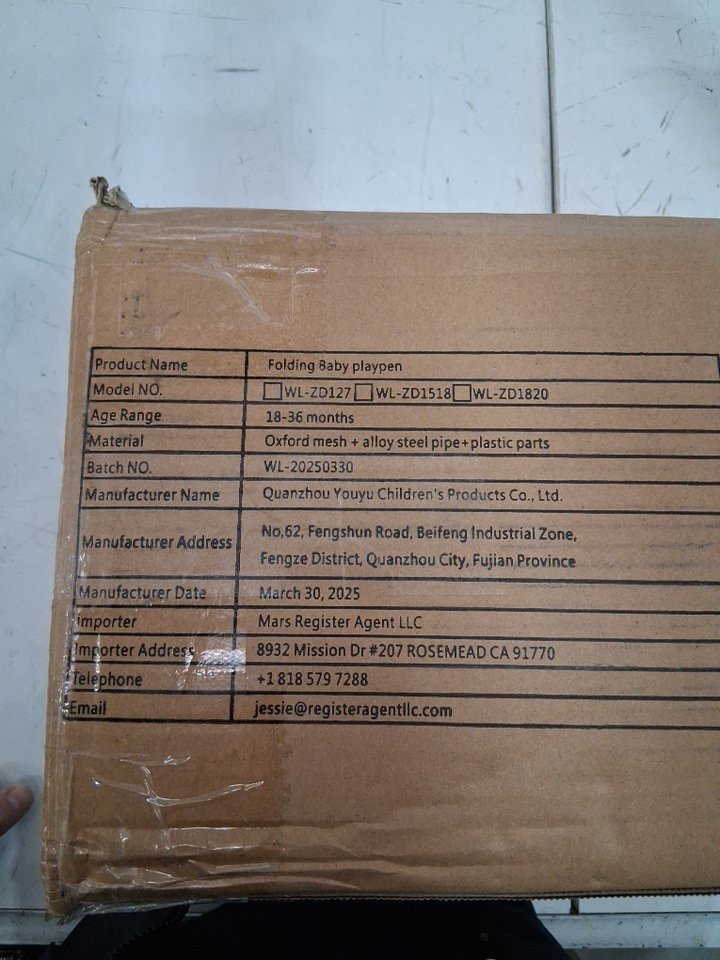 Product Name Folding Baby playpen
Model NO. ☐WL-ZD127 ☐WL-ZD1518 ☐WL-ZD1820
Age Range 18-36 months
Material Oxford mesh + alloy steel pipe+plastic parts
Batch NO. WL-20250330
Manufacturer Name Quanzhou Youyu Children's Products Co., Ltd.
Manufacturer Address No,62, Fengshun Road, Beifeng Industrial Zone,
Fengze District, Quanzhou City, Fujian Province
Manufacturer Date March 30, 2025
importer Mars Register Agent LLC
Importer Address 8932 Mission Dr #207 ROSEMEAD CA 91770
Telephone +1 818 579 7288
Email jessie@registeragentllc.com